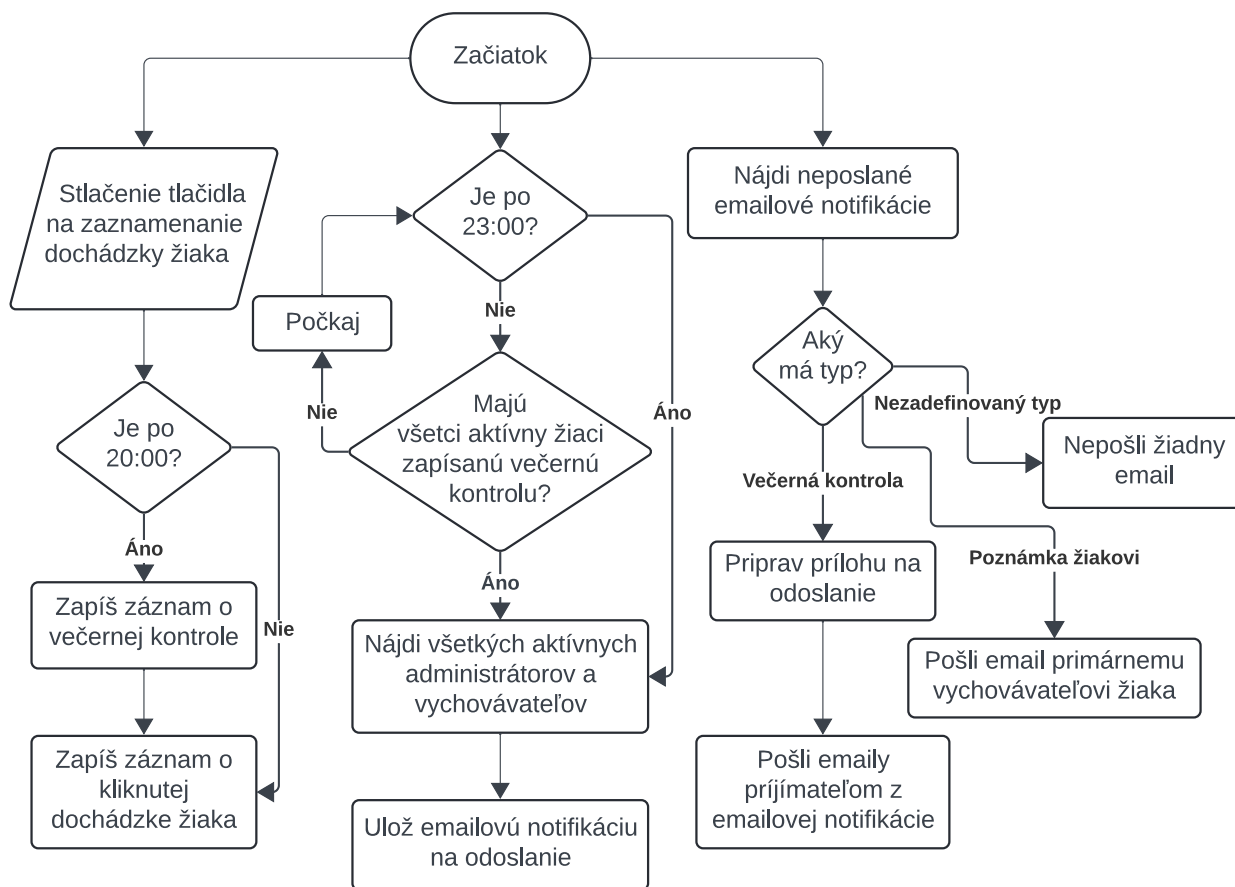 Začiatok
Stlačenie tlačidla
na zaznamenanie
dochádzky žiaka
Je po
20:00?
Áno
Nie
Zapíš záznam o
večernej kontrole
Zapíš záznam o
kliknutej
dochádzke žiaka
Je po
23:00?
Nie
Áno
Počkaj
Nie
Majú
všetci aktívny žiaci
zapísanú večernú
kontrolu?
Áno
Nájdi všetkých aktívnych
administrátorov a
vychovávateľov
Ulož emailovú notifikáciu
na odoslanie
Nájdi neposlané
emailové notifikácie
Aký
má typ?
Nezadefinovaný typ
Nepošli žiadny
email
Večerná kontrola
Poznámka žiakovi
Priprav prílohu na
odoslanie
Pošli email primárnemu
vychovávateľovi žiaka
Pošli emaily
príjímateľom z
emailovej notifikácie